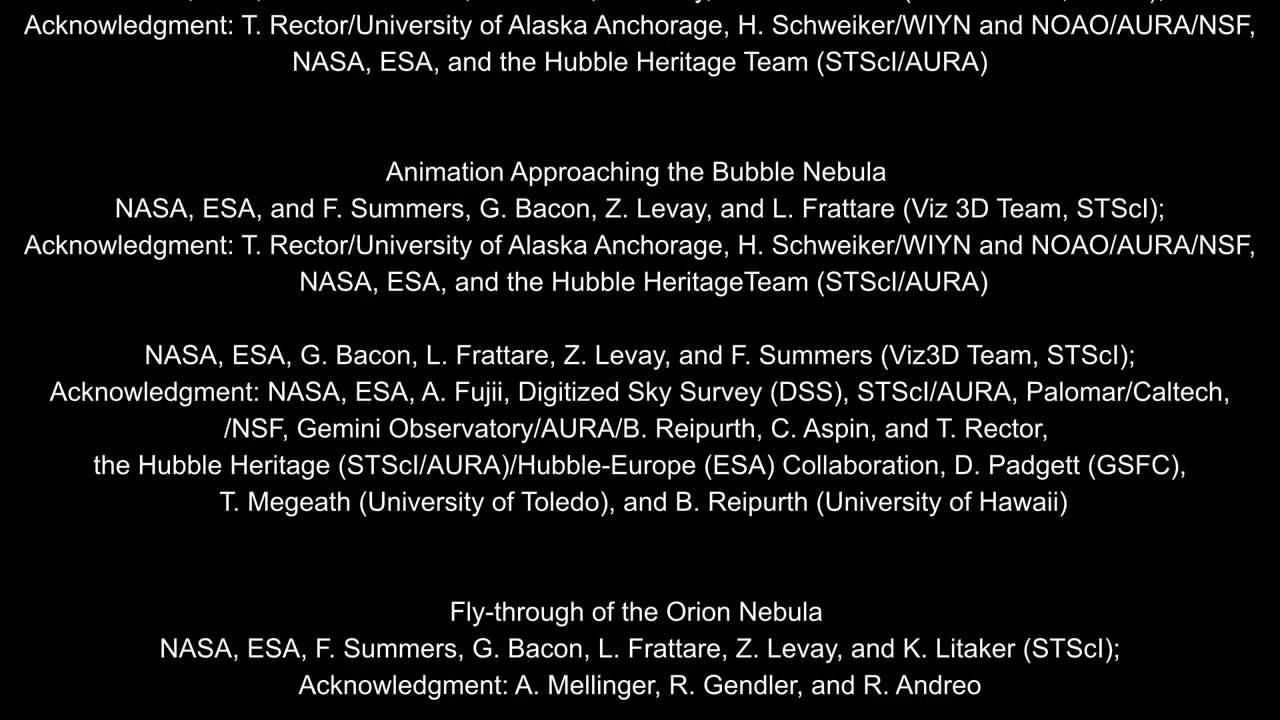 Acknowledgment: T. Rector/University of Alaska Anchorage, H. Schweiker/WIYN and NOAO/AURA/NSF,
NASA, ESA, and the Hubble Heritage Team (STScI/AURA)
Animation Approaching the Bubble Nebula
NASA, ESA, and F. Summers, G. Bacon, Z. Levay, and L. Frattare (Viz 3D Team, STScI);
Acknowledgment: T. Rector/University of Alaska Anchorage, H. Schweiker/WIYN and NOAO/AURA/NSF,
NASA, ESA, and the Hubble HeritageTeam (STScI/AURA)
NASA, ESA, G. Bacon, L. Frattare, Z. Levay, and F. Summers (Viz3D Team, STScI);
Acknowledgment: NASA, ESA, A. Fujii, Digitized Sky Survey (DSS), STScI/AURA, Palomar/Caltech,
/NSF, Gemini Observatory/AURA/B. Reipurth, C. Aspin, and T. Rector,
the Hubble Heritage (STScI/AURA)/Hubble-Europe (ESA) Collaboration, D. Padgett (GSFC),
T. Megeath (University of Toledo), and B. Reipurth (University of Hawaii)
Fly-through of the Orion Nebula
NASA, ESA, F. Summers, G. Bacon, L. Frattare, Z. Levay, and K. Litaker (STScI);
Acknowledgment: A. Mellinger, R. Gendler, and R. Andreo